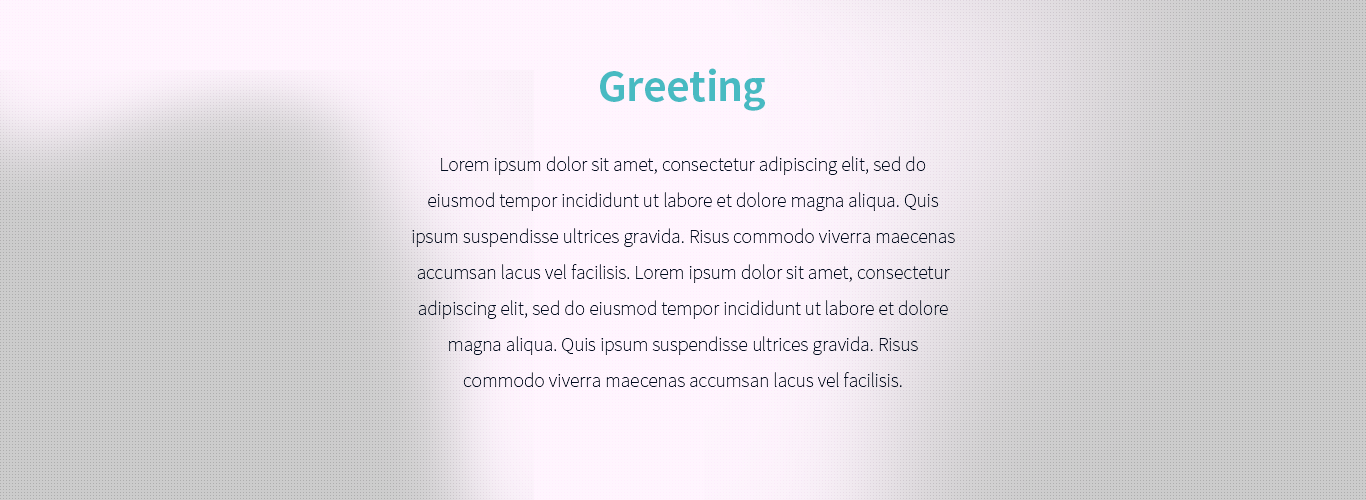 Greeting
Lorem ipsum dolor sit amet, consectetur adipiscing elit, sed do
eiusmod tempor incididunt ut labore et dolore magna aliqua. Quis
ipsum suspendisse ultrices gravida. Risus commodo viverra maecenas
accumsan lacus vel facilisis. Lorem ipsum dolor sit amet, consectetur
adipiscing elit, sed do eiusmod tempor incididunt ut labore et dolore
magna aliqua. Quis ipsum suspendisse ultrices gravida. Risus
commodo viverra maecenas accumsan lacus vel facilisis.